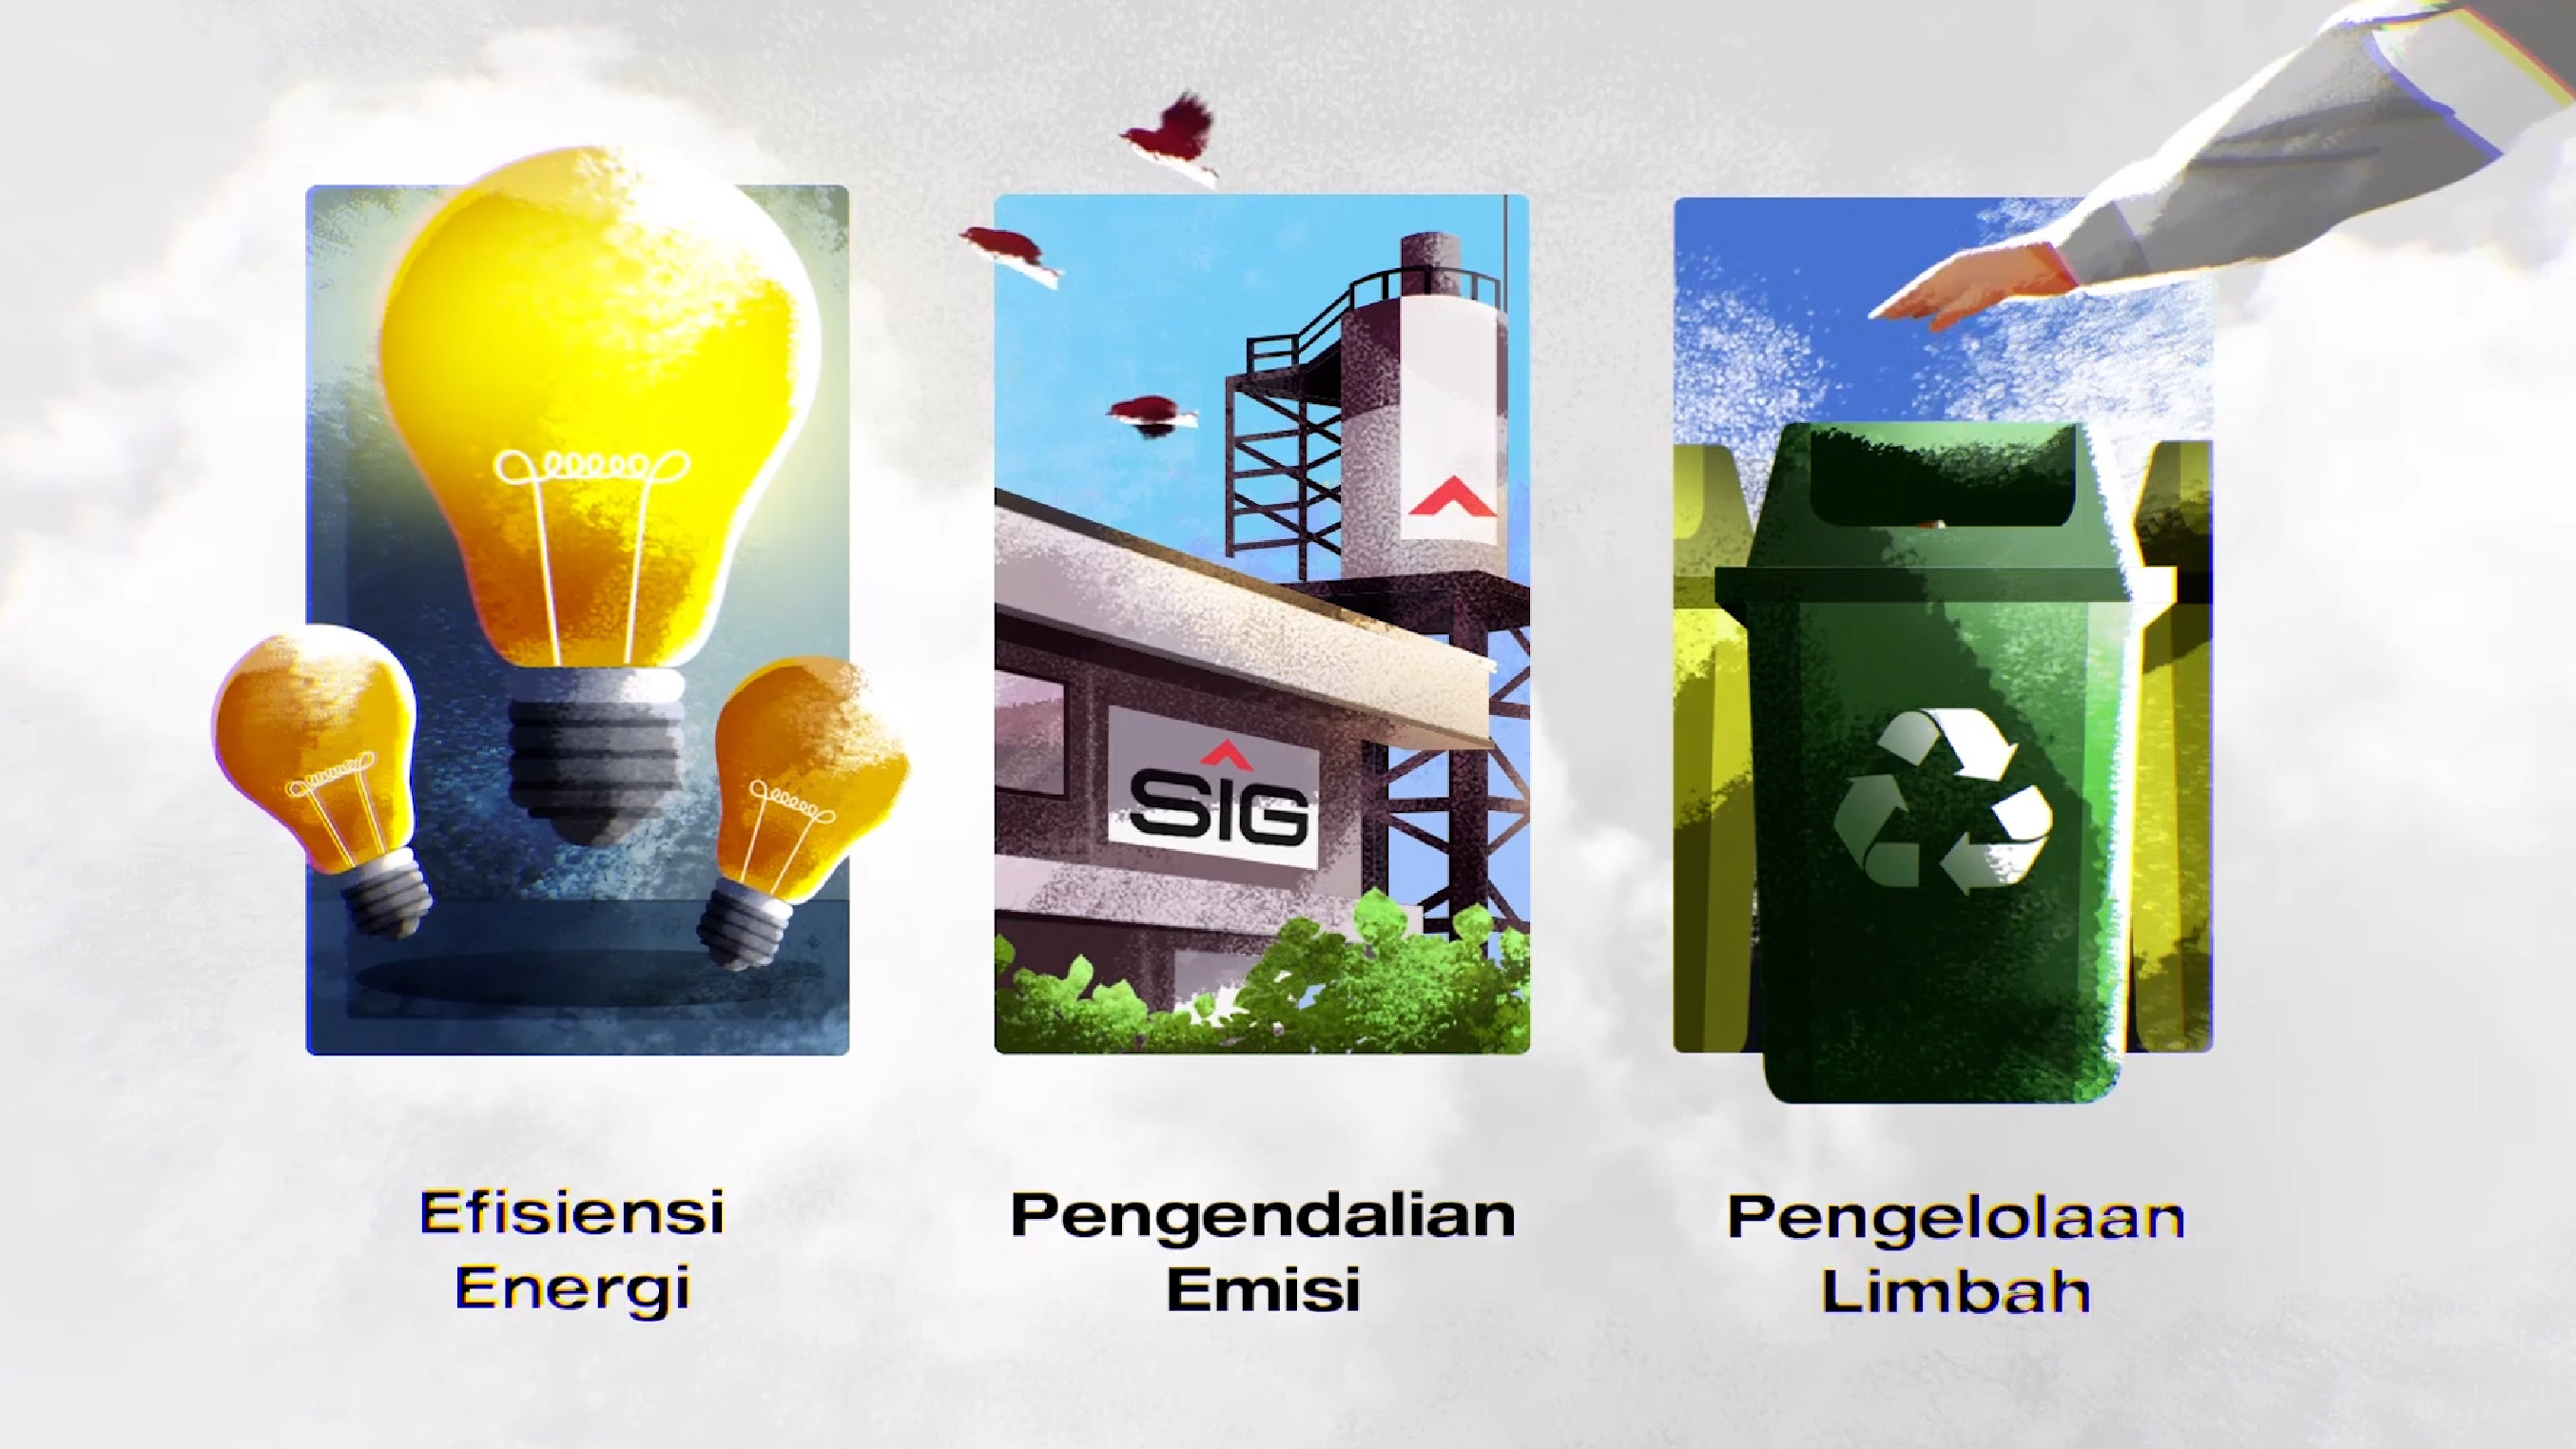 SIG
Efisiensi
Energi
Pengendalian
Emisi
Pengelolaan
Limbah